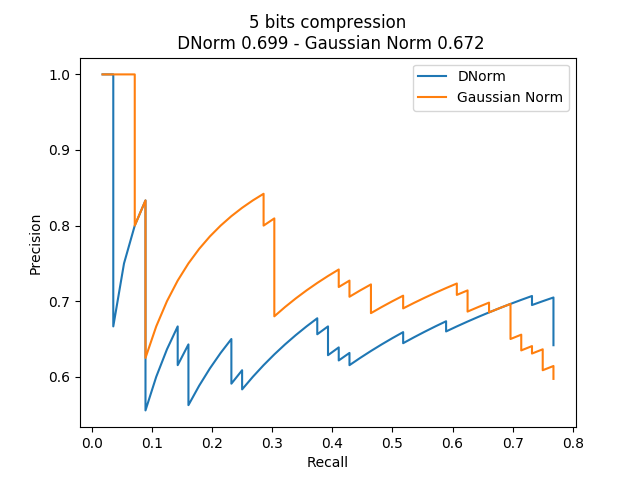 5 bits compression
DNorm 0.699 - Gaussian Norm 0.672
DNorm
Gaussian Norm
Precision
1.0
0.9
0.8
0.7
0.6
0.0 0.1 0.2 0.3 0.4 0.5 0.6 0.7 0.8
Recall